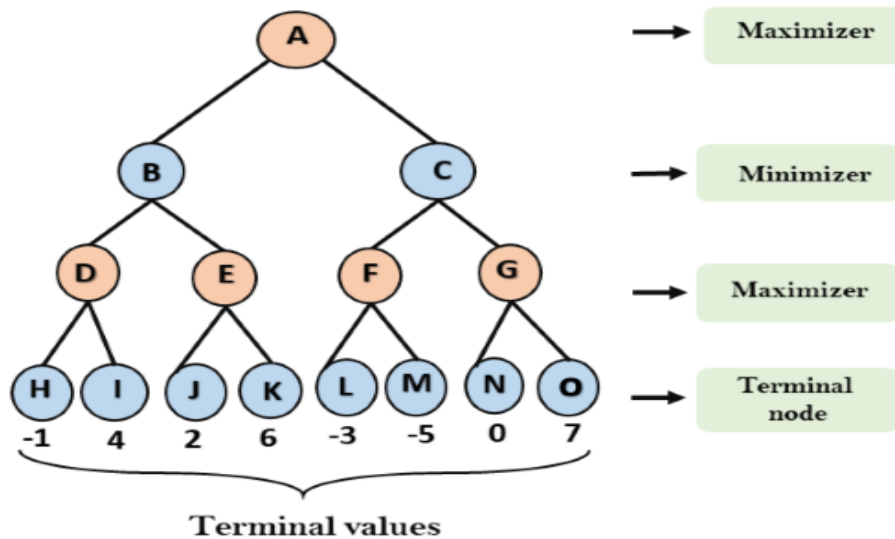 A
Maximizer
B
C
Minimizer
D
E
F
G
Maximizer
H
I
J
K
L
M
N
O
Terminal
node
-1 4 2 6 -3 -5 0 7
Terminal values